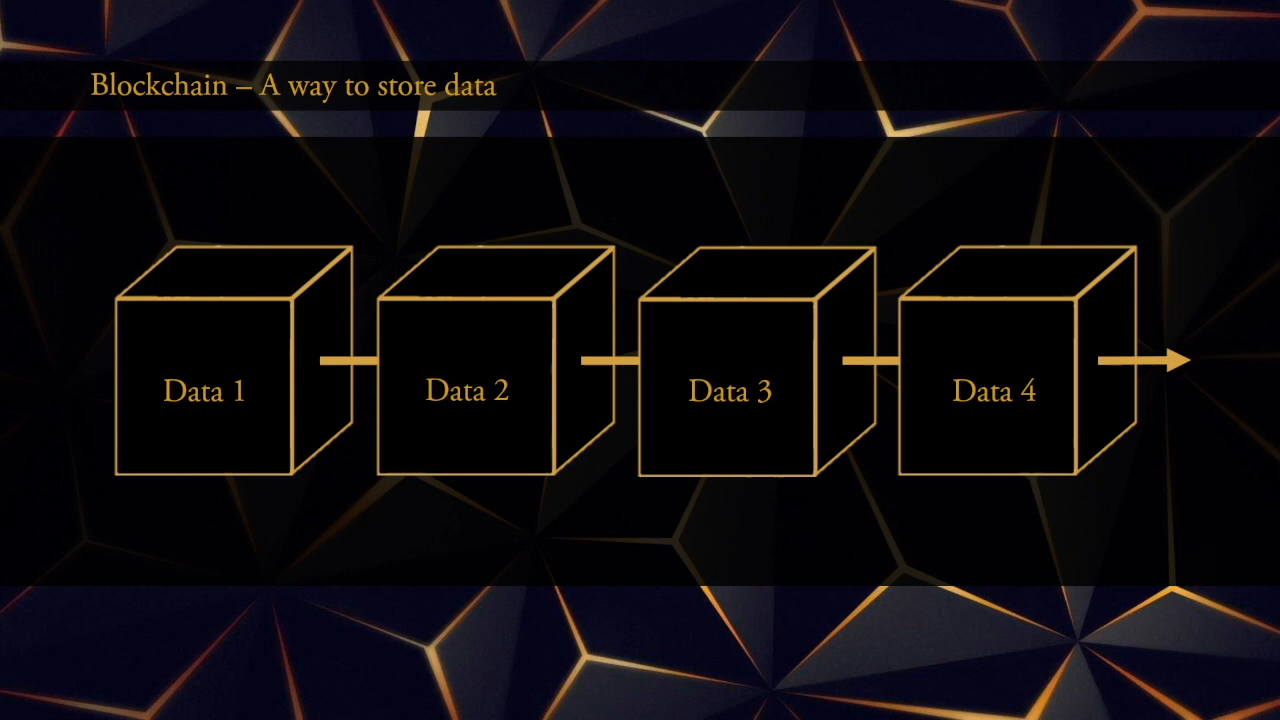 Blockchain – A way to store data
Data 1
Data 2
Data 3
Data 4